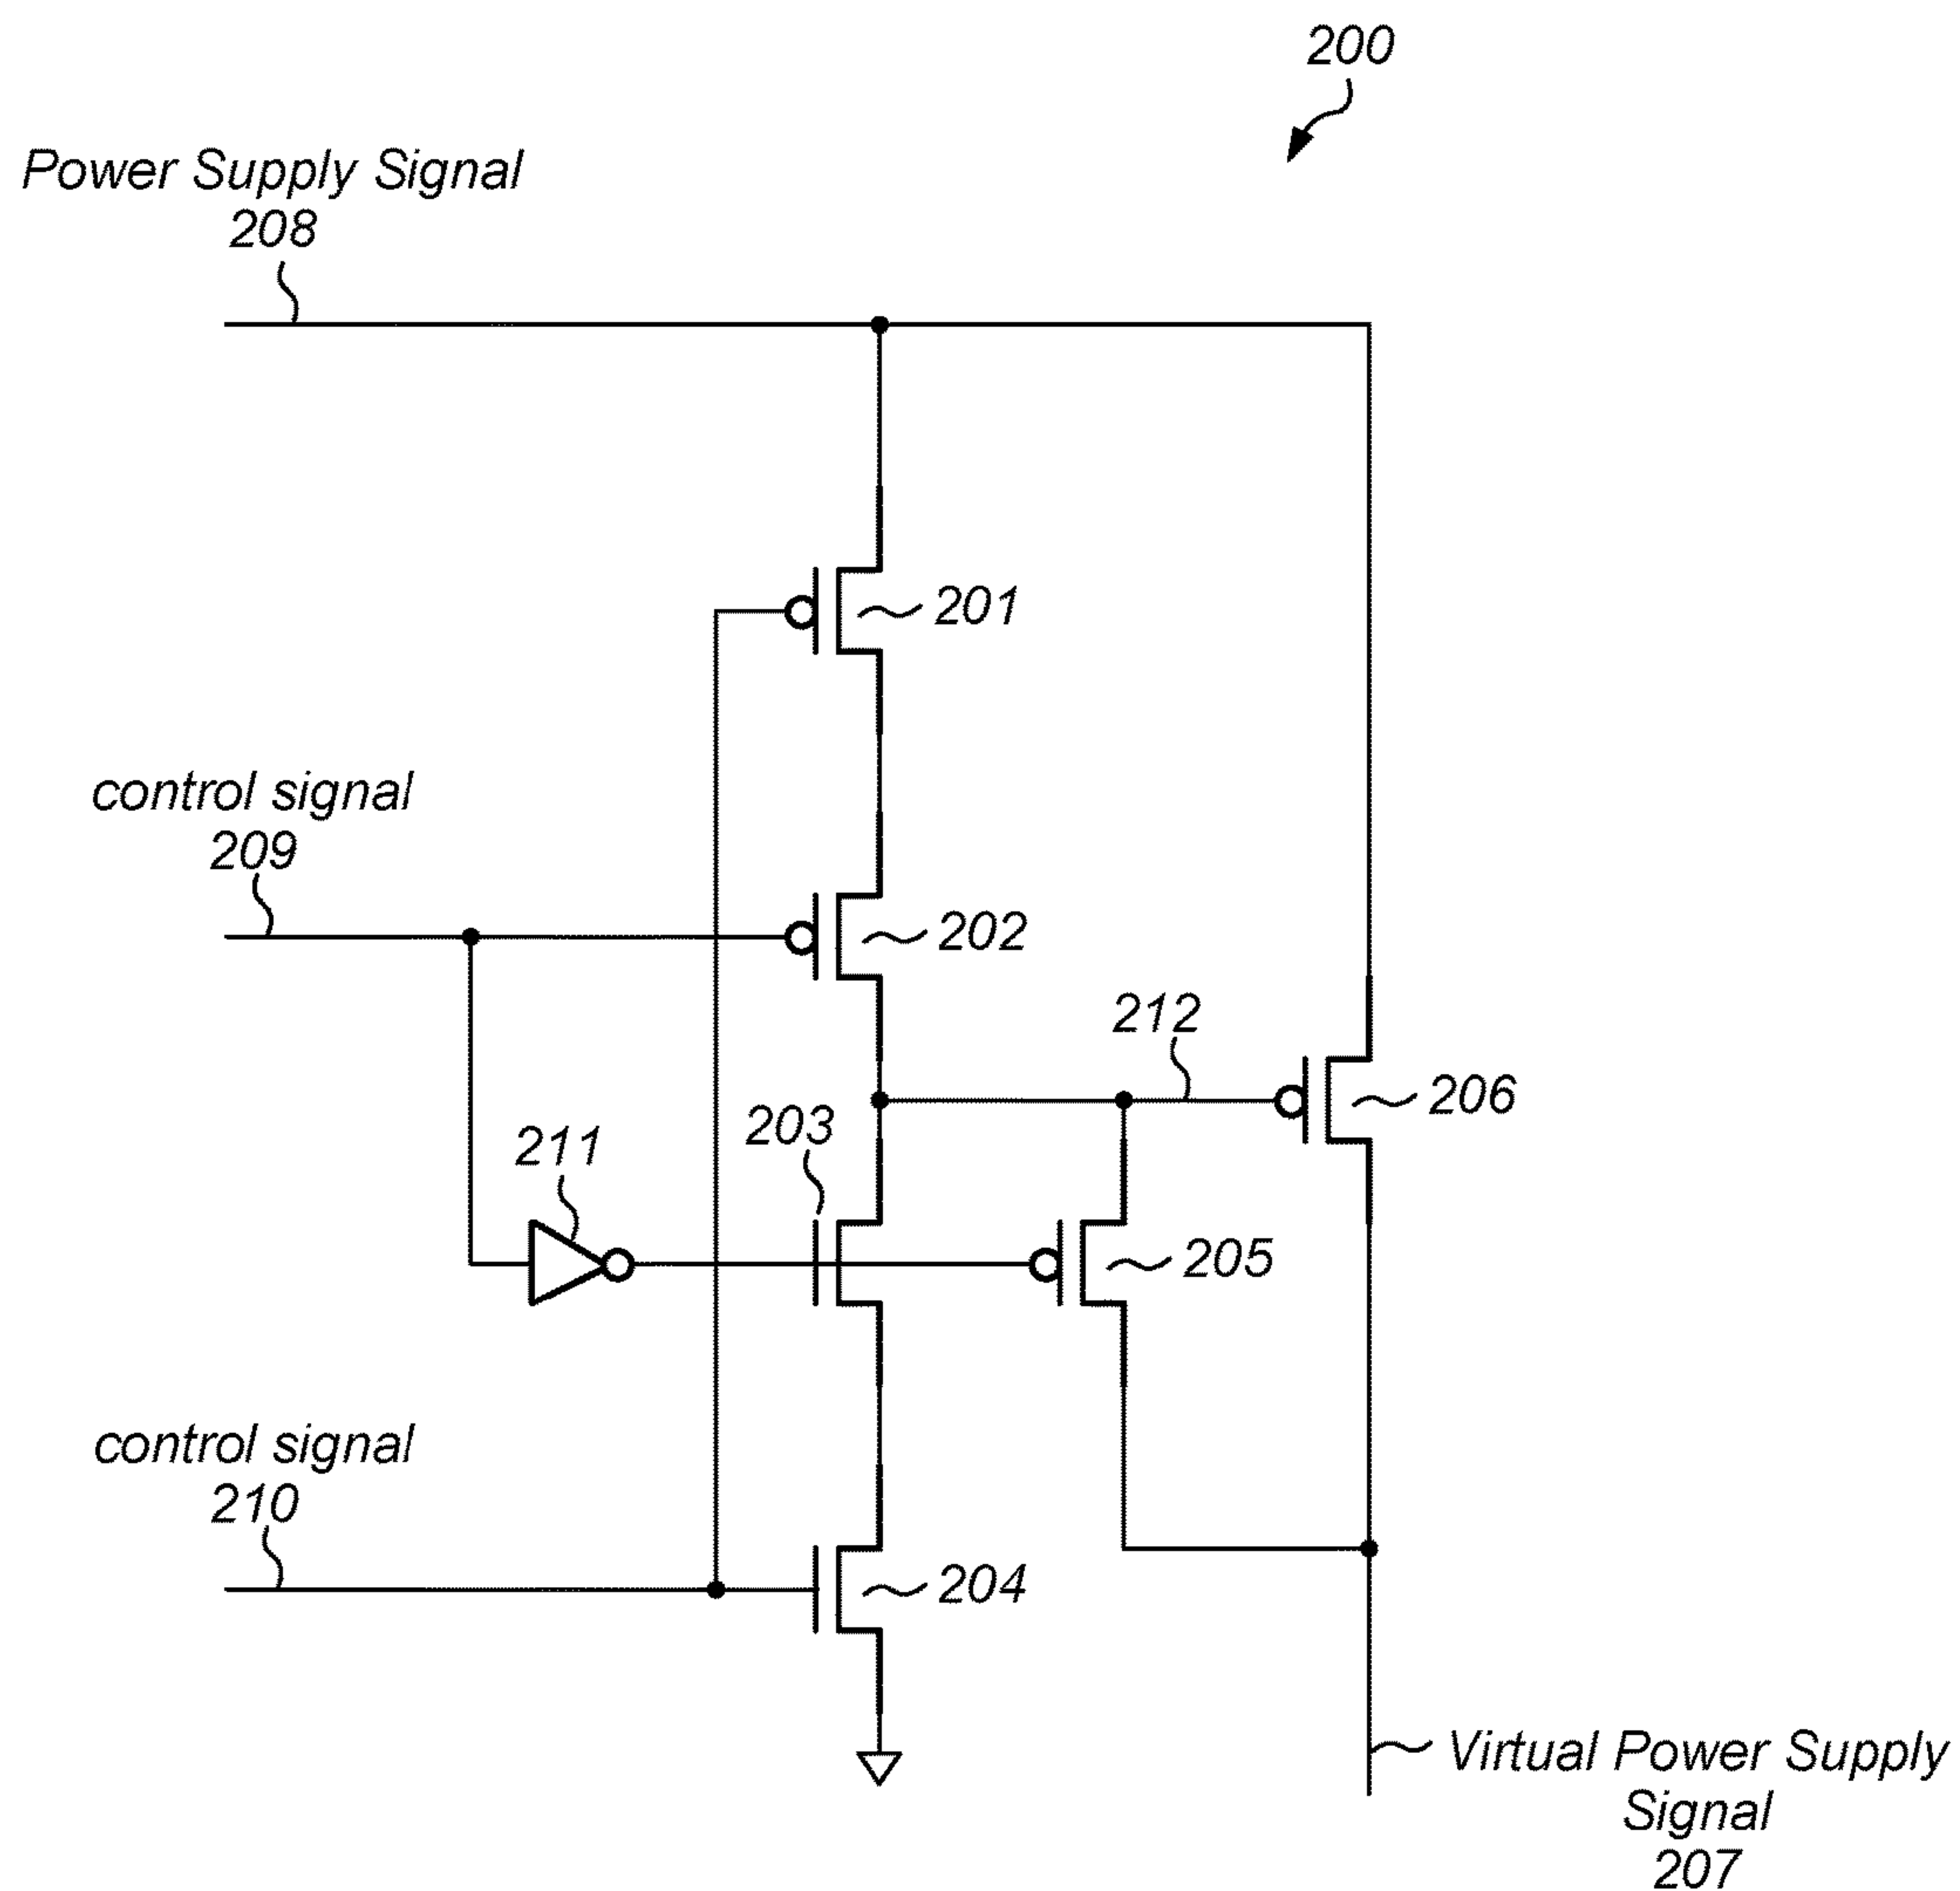 200
Power Supply Signal
208
201
control signal
209
202
212
206
203
211
205
control signal
210
204
Virtual Power Supply
Signal
207